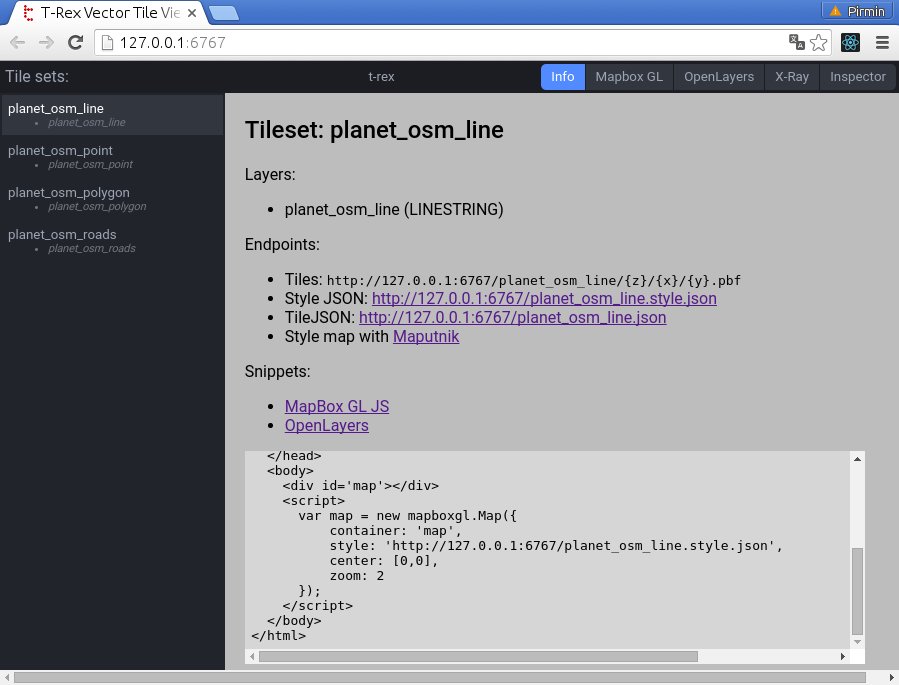 T-Rex Vector Tile Vie
Pirmin
127.0.0.1:6767
Tile sets:
t-rex
Info
Mapbox GL
OpenLayers
X-Ray
Inspector
planet_osm_line
• planet_osm_line
planet_osm_point
• planet_osm_point
planet_osm_polygon
• planet_osm_polygon
planet_osm_roads
• planet_osm_roads
Tileset: planet_osm_line
Layers:
• planet_osm_line (LINESTRING)
Endpoints:
• Tiles: http://127.0.0.1:6767/planet_osm_line/{z}/{x}/{y}.pbf
• Style JSON: http://127.0.0.1:6767/planet_osm_line.style.json
• TileJSON: http://127.0.0.1:6767/planet_osm_line.json
• Style map with Maputnik
Snippets:
• MapBox GL JS
• OpenLayers
  </head>
  <body>
    <div id='map'></div>
    <script>
      var map = new mapboxgl.Map({
          container: 'map',
          style: 'http://127.0.0.1:6767/planet_osm_line.style.json',
          center: [0,0],
          zoom: 2
      });
    </script>
  </body>
</html>